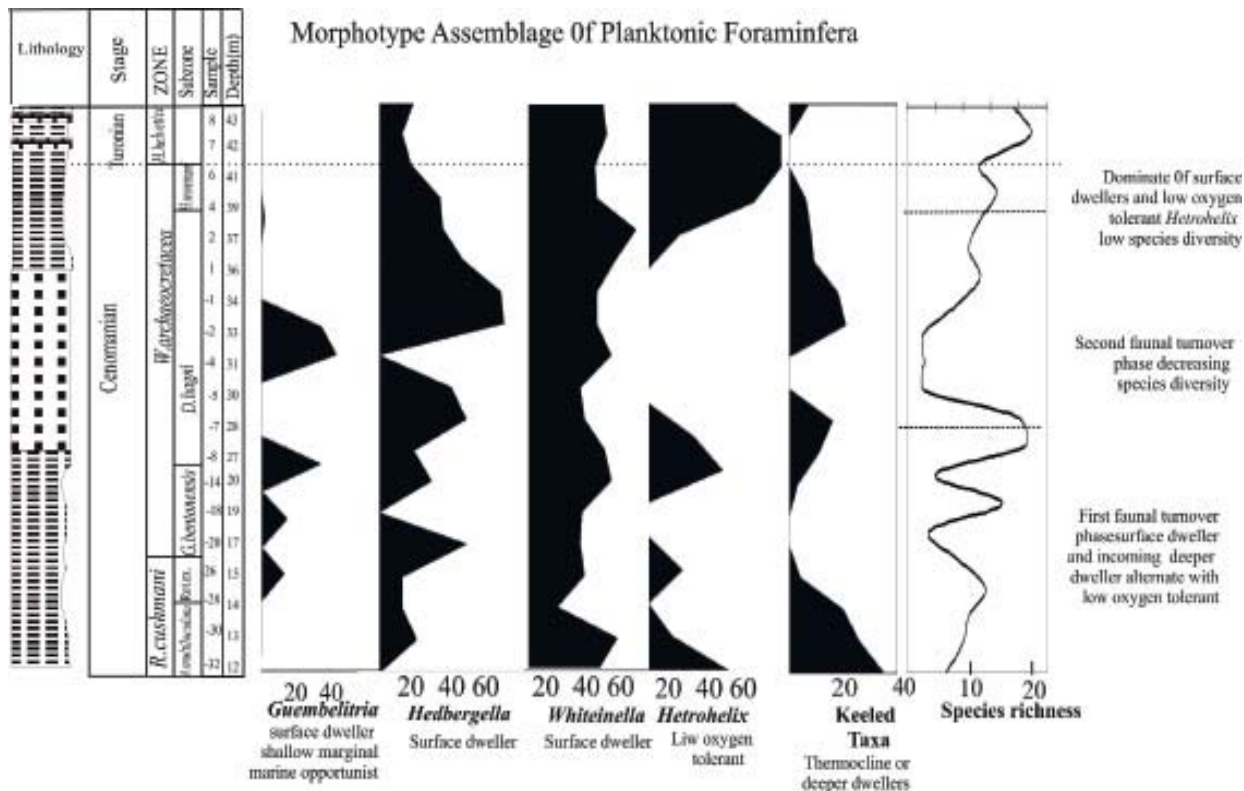 Morphotype Assemblage 0f Planktonic Foraminfera
Lithology
Stage
ZONE
Subzone
Sample
Depth(m)
Turonian
Cenomanian
H.helvetica
W.archaeocretacea
R.cushmani
D.hagni
G.bentonensis
8 43
7 42
6 41
4 39
2 37
1 36
-1 34
-2 33
-4 31
-5 30
-7 28
-8 27
-14 20
-18 19
-20 17
26 15
-28 14
-30 13
-32 12
20 40
20 40 60
20 40 60
20 40 60
20 40
10 20
Guembelitria
surface dweller
shallow marginal
marine opportunist
Hedbergella
Surface dweller
Whiteinella
Surface dweller
Hetrohelix
Liw oxygen
tolerant
Keeled
Taxa
Thermocline or
deeper dwellers
Species richness
Dominate 0f surface
dwellers and low oxygen
tolerant Hetrohelix
low species diversity
Second faunal turnover
phase decreasing
species diversity
First faunal turnover
phasesurface dweller
and incoming deeper
dweller alternate with
low oxygen tolerant